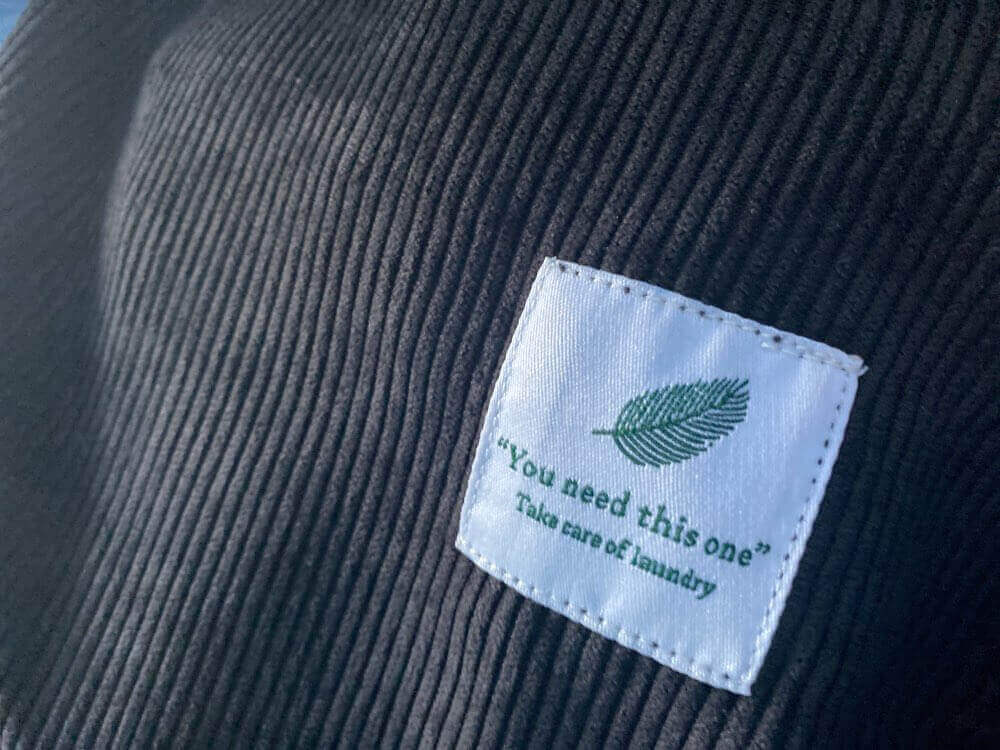 “You need this one”
Take care of laundry